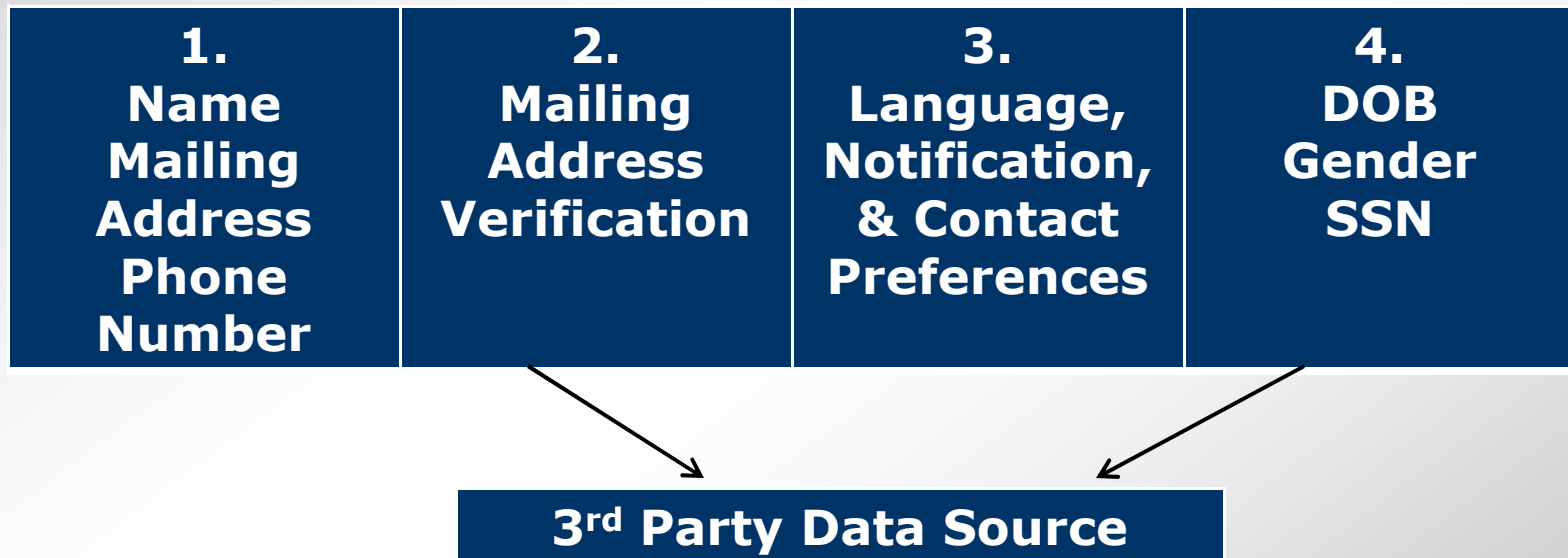 1.
Name
Mailing
Address
Phone
Number
2.
Mailing
Address
Verification
3.
Language,
Notification,
& Contact
Preferences
4.
DOB
Gender
SSN
3rd Party Data Source